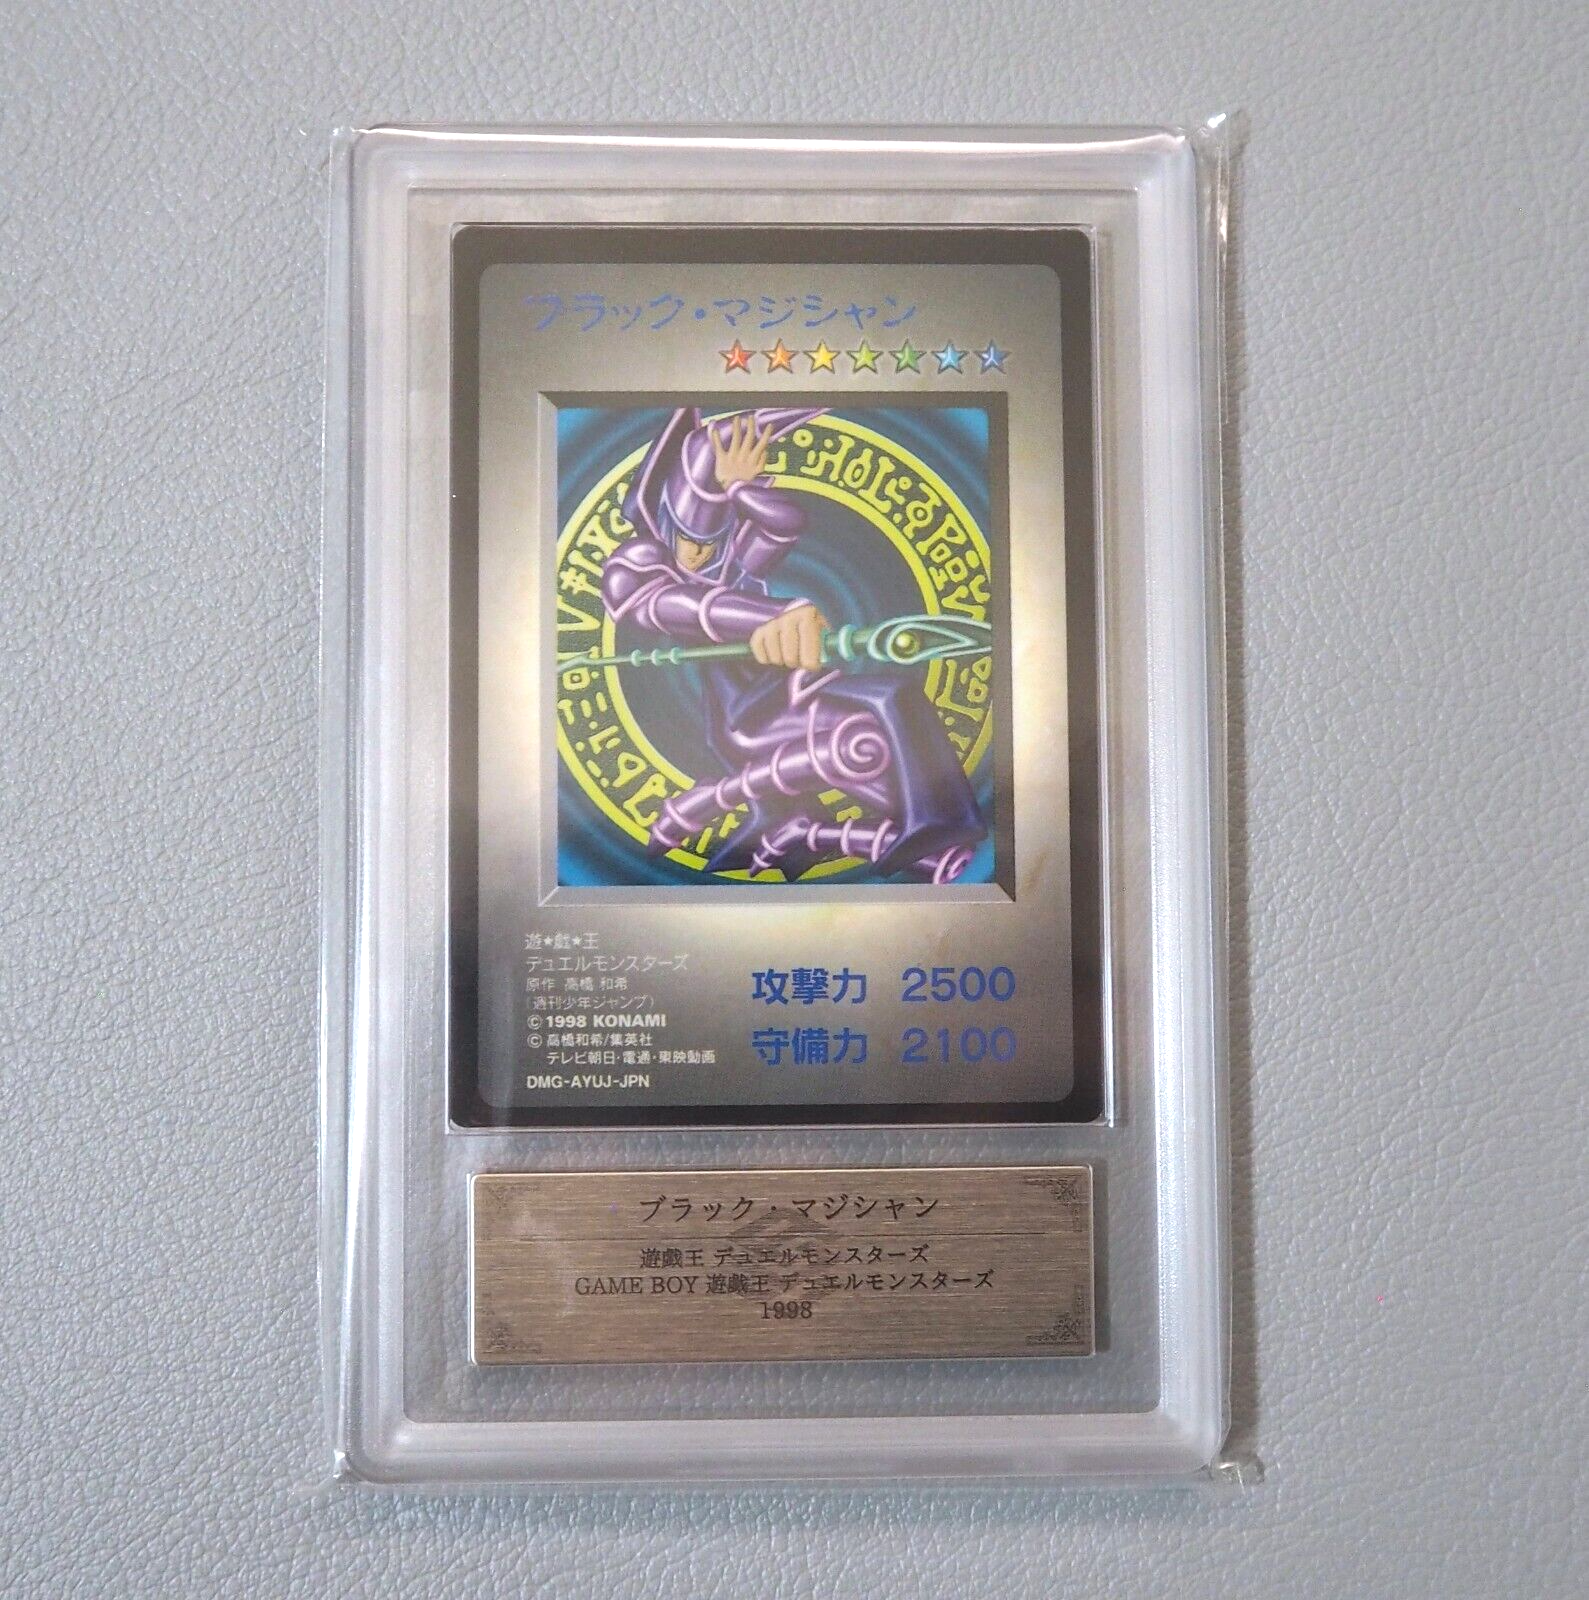 ブラック・マジシャン
遊★戯★王
デュエルモンスターズ
原作 高橋 和希
(週刊少年ジャンプ)
© 1998 KONAMI
© 高橋和希/集英社
テレビ朝日・電通・東映動画
DMG-AYUJ-JPN
攻撃力 2500
守備力 2100
ブラック・マジシャン
遊戯王 デュエルモンスターズ
GAME BOY 遊戯王 デュエルモンスターズ
1998